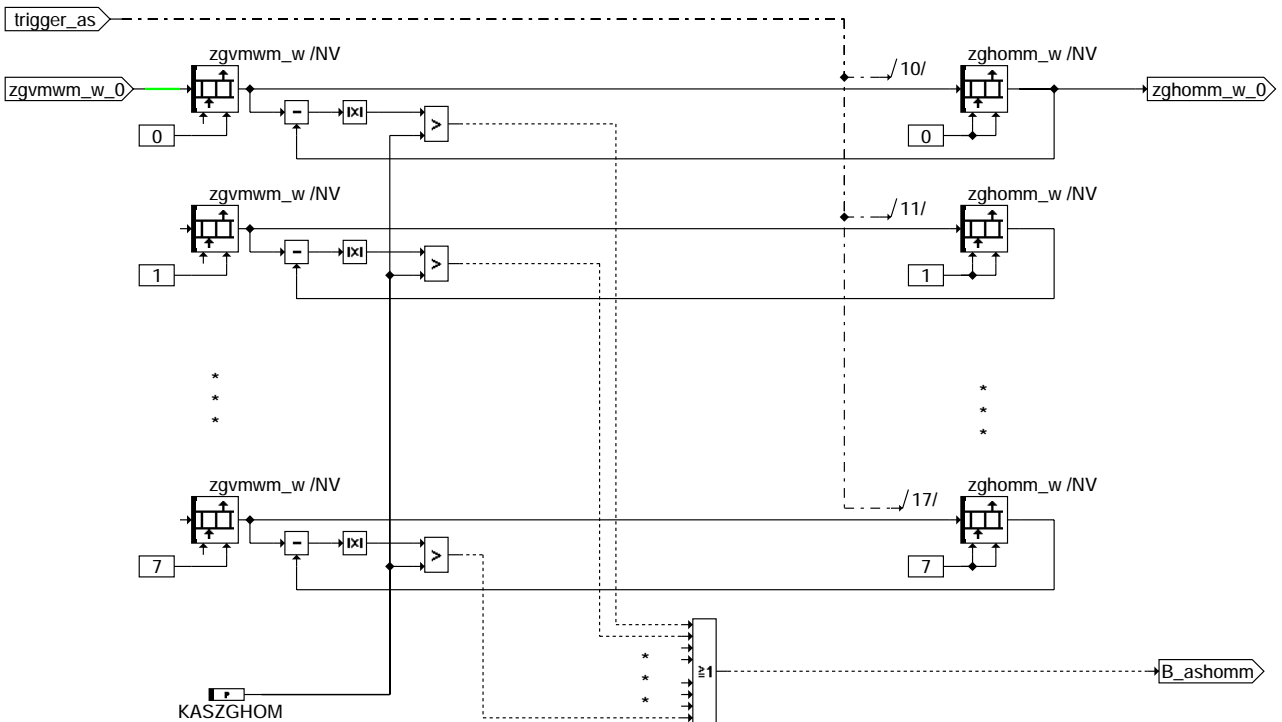 trigger_as
zgvmwm_w /NV
zghomm_w /NV
/10/
zgvmwm_w_0
zghomm_w_0
- |x| >
0
0
zgvmwm_w /NV
zghomm_w /NV
/11/
- |x| >
1
1
*
*
*
*
*
*
zgvmwm_w /NV
zghomm_w /NV
/17/
- |x| >
7
7
*
*
*
≥1
B_ashomm
P
KASZGHOM